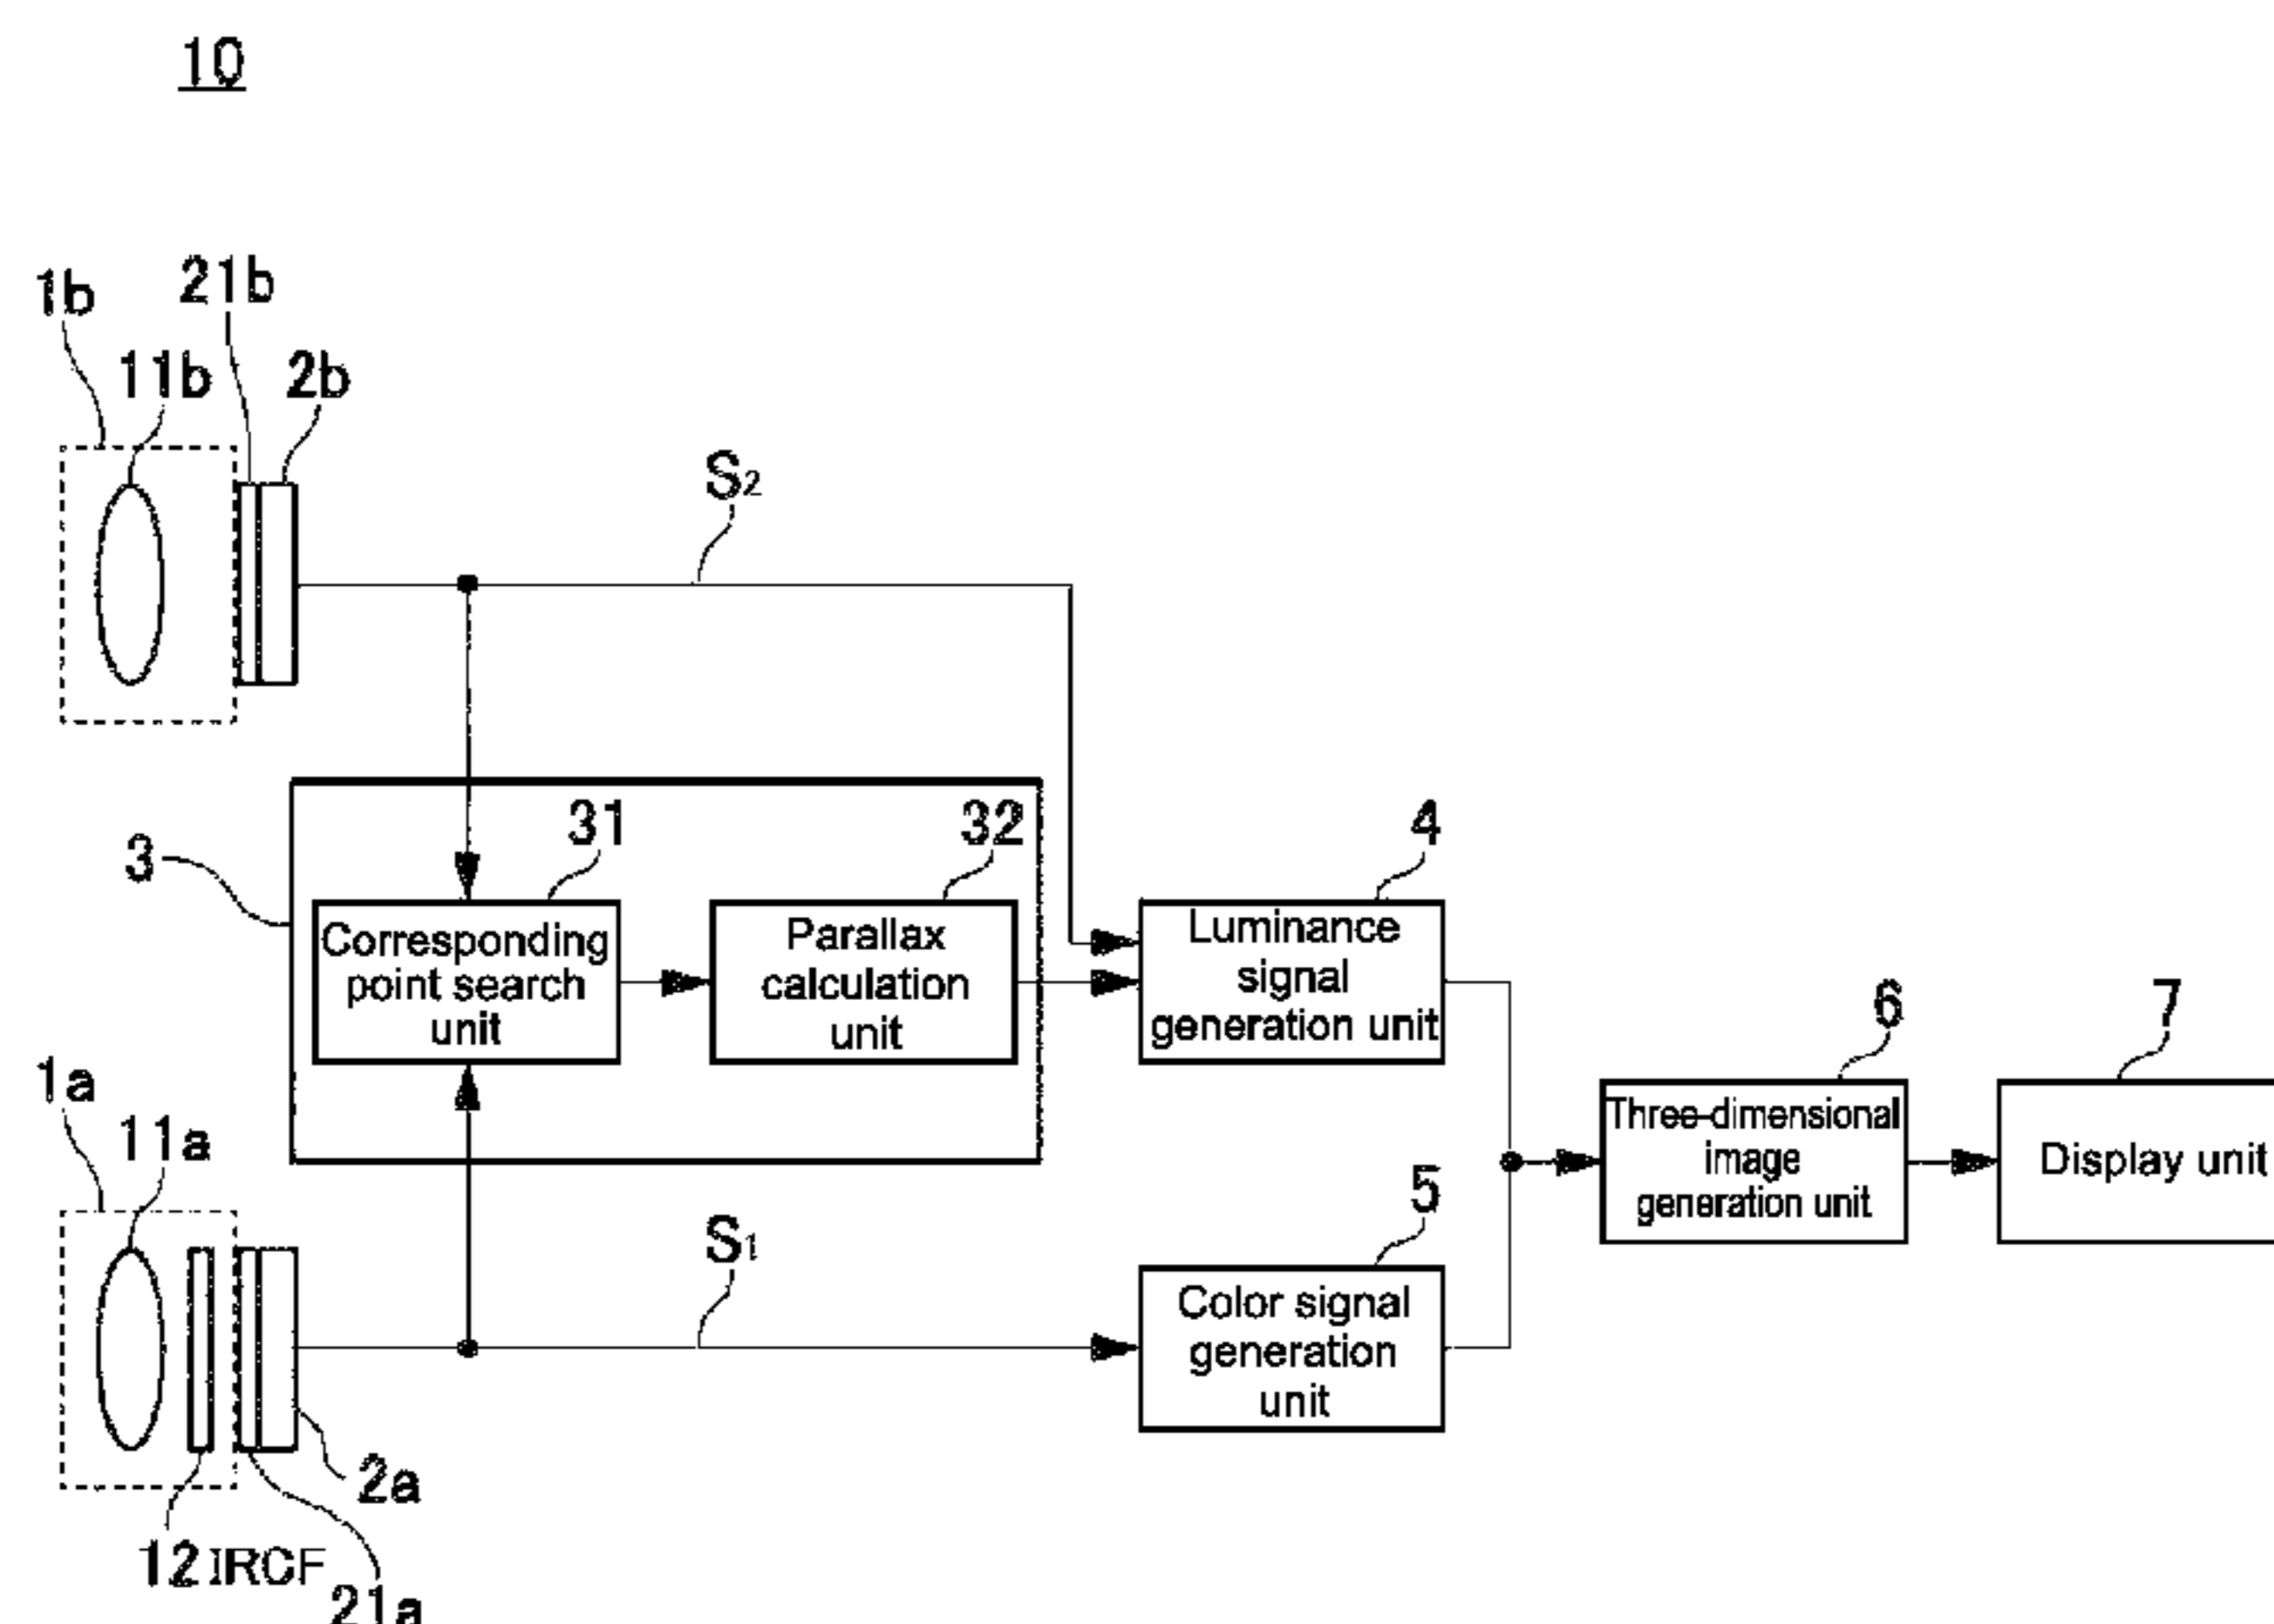 10
1b
21b
11b
2b
S2
3
31
32
4
Corresponding
point search
unit
Parallax
calculation
unit
Luminance
signal
generation unit
6
7
1a
11a
Three-dimensional
image
generation unit
Display unit
S1
5
Color signal
generation
unit
2a
12 IRCF
21a